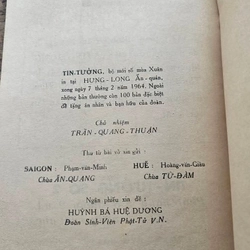 TIN-TƯỞNG, bộ mới số mùa Xuân
in tại HƯNG-LONG Ấn-quán,
xong ngày 7 tháng 2 năm 1964. Ngoài
những bản thường còn 100 bản đặc biệt
để tặng ân nhân và bạn hữu của đoàn.
Chủ nhiệm
TRẦN-QUANG-THUẬN
Thư từ bài vở xin gởi
SAIGON: Phạm-văn-Miên, HUẾ: Hoàng-văn-Giàu
Chùa ẤN-QUANG Chùa TỪ-ĐÀM
Ngân phiếu xin đề:
HUỲNH BÁ HUỆ DƯƠNG
Đoàn Sinh-Viên Phật-Tử V.N.